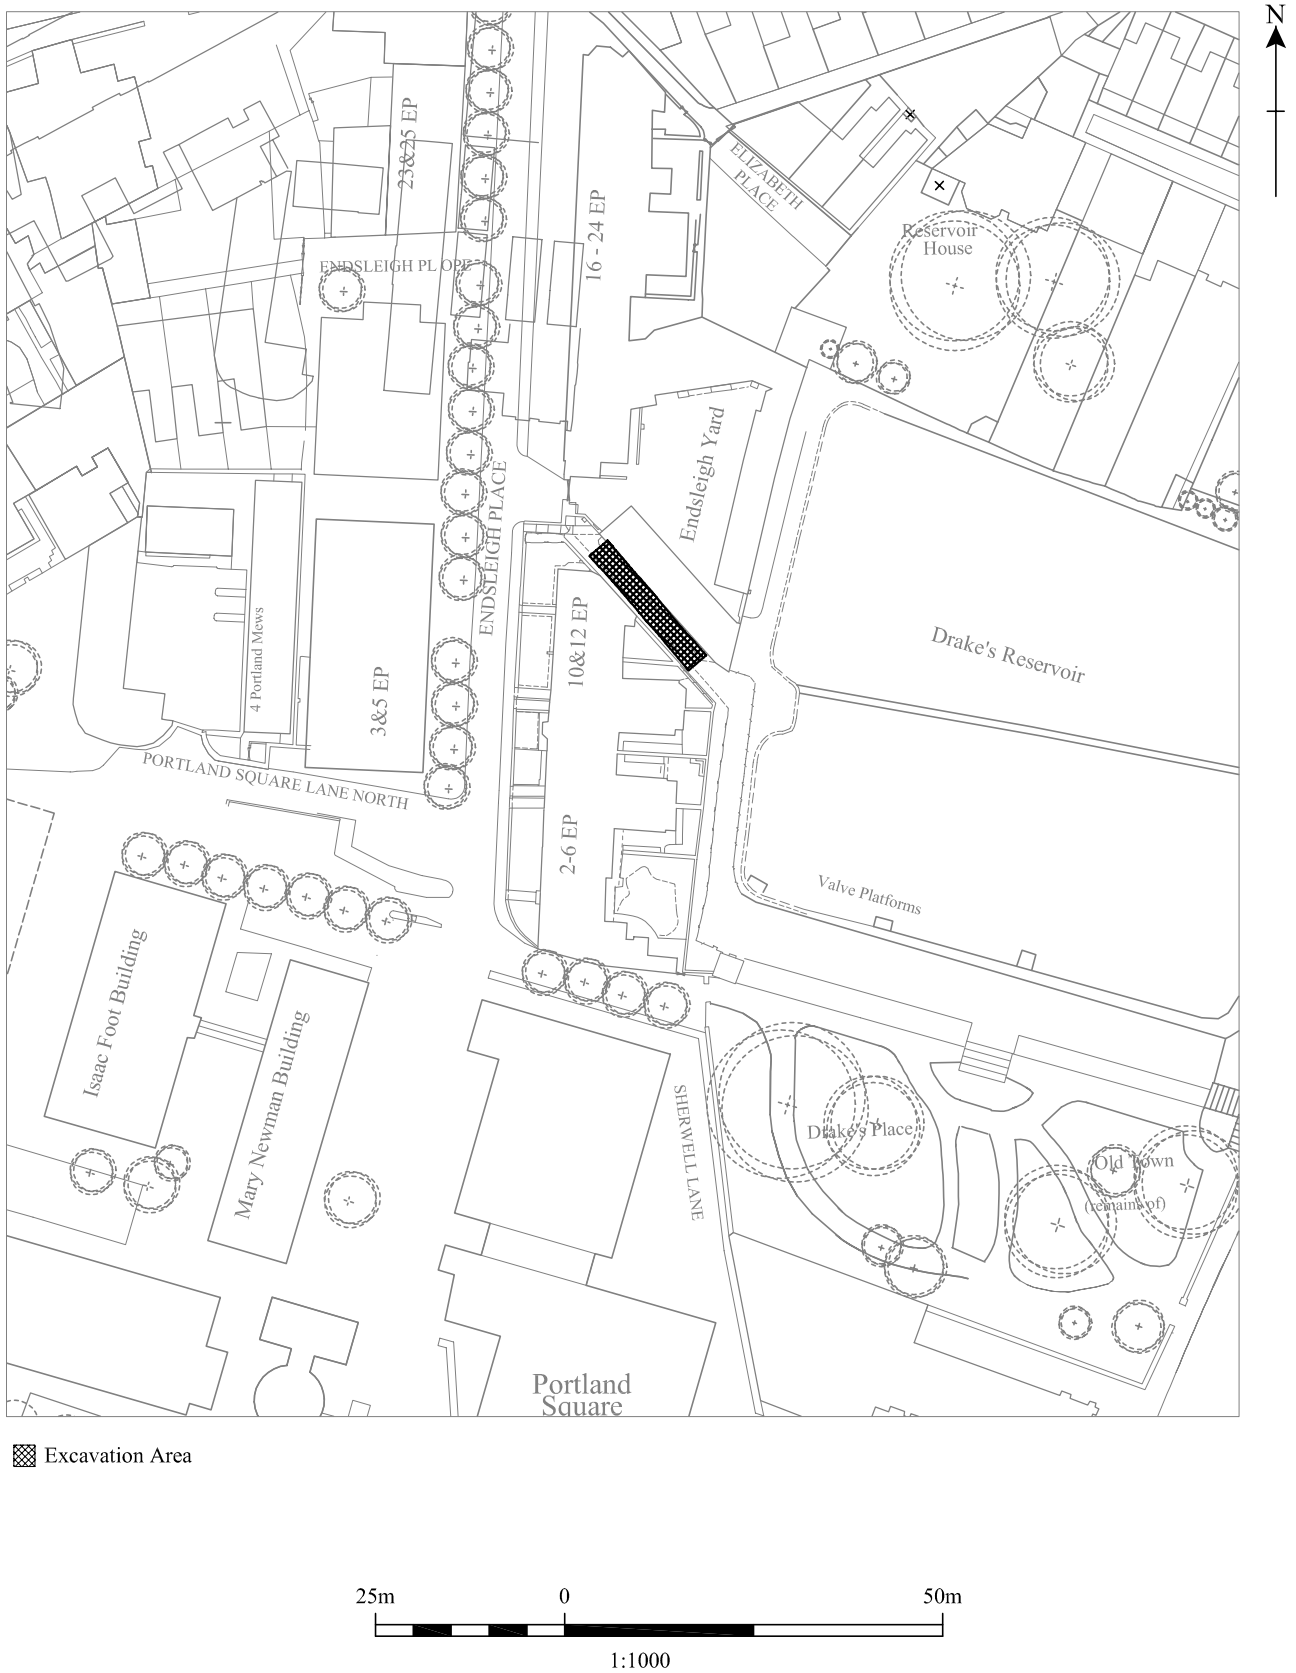 N
23&25 EP
ELIZABETH
PLACE
16 - 24 EP
Reservoir
House
ENDSLEIGH PL OPE
Endsleigh Yard
ENDSLEIGH PLACE
10&12 EP
4 Portland Mews
3&5 EP
Drake's Reservoir
PORTLAND SQUARE LANE NORTH
2-6 EP
Valve Platforms
Isaac Foot Building
Mary Newman Building
SHERWELL LANE
Drake's Place
Old Town
(remains of)
Portland
Square
Excavation Area
25m 0 50m
1:1000